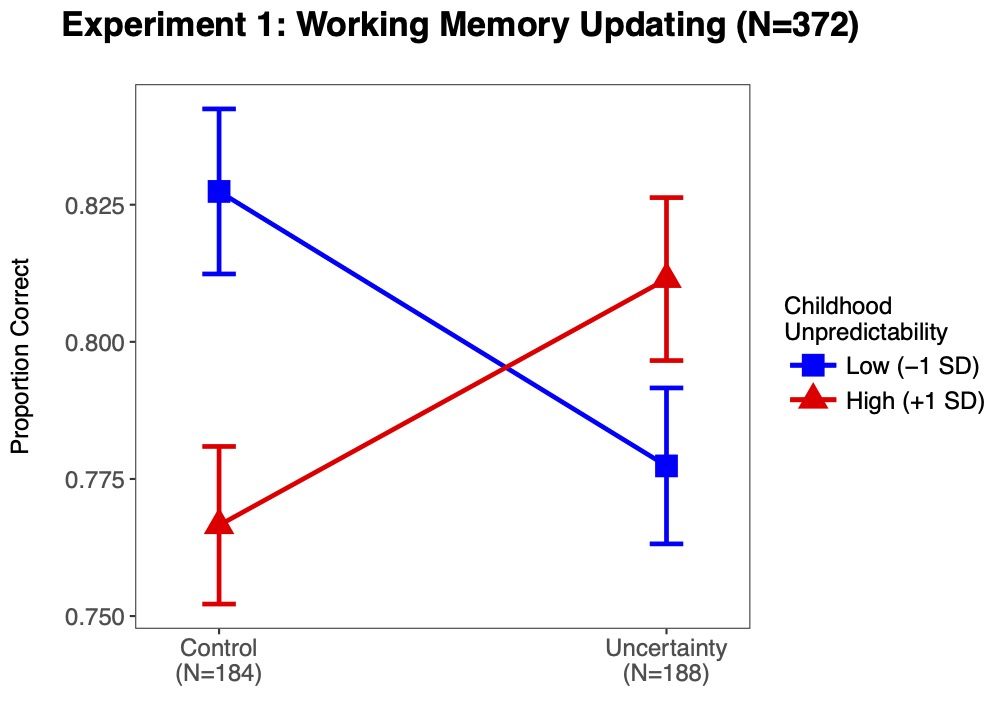 Experiment 1: Working Memory Updating (N=372)
Proportion Correct
0.825
0.800
0.775
0.750
Control
(N=184)
Uncertainty
(N=188)
Childhood
Unpredictability
Low (−1 SD)
High (+1 SD)